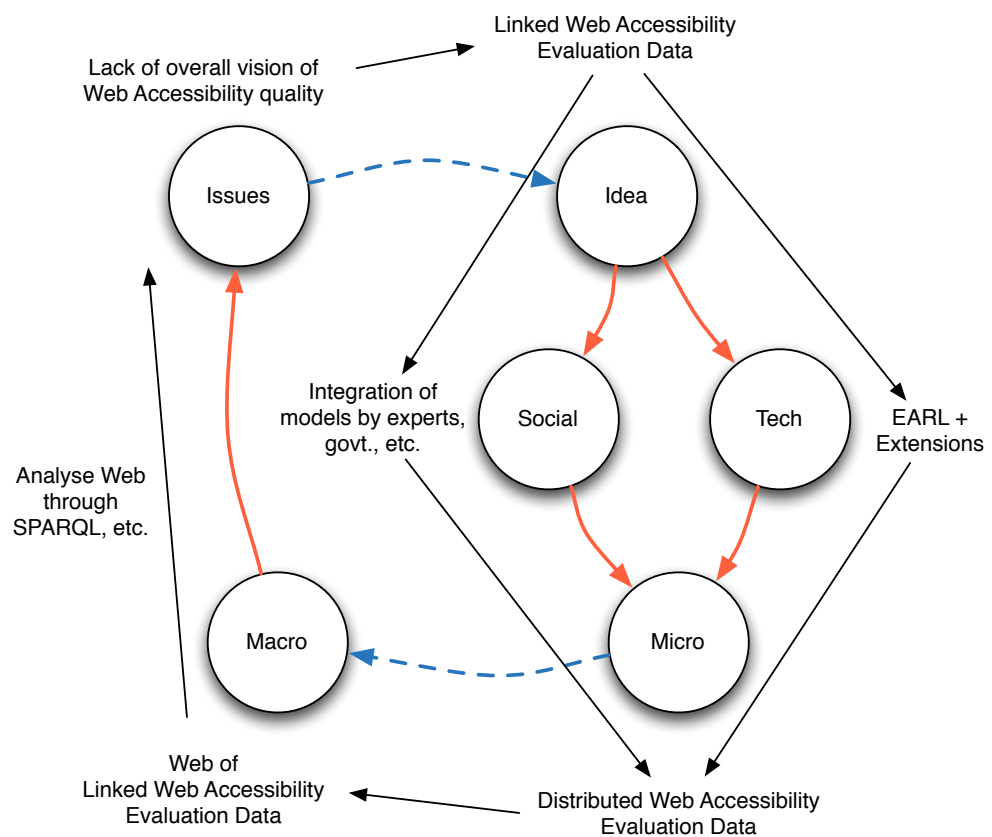 Linked Web Accessibility
Evaluation Data
Lack of overall vision of
Web Accessibility quality
Issues
Idea
Integration of
models by experts,
govt., etc.
Social
Tech
EARL +
Extensions
Analyse Web
through
SPARQL, etc.
Macro
Micro
Web of
Linked Web Accessibility
Evaluation Data
Distributed Web Accessibility
Evaluation Data